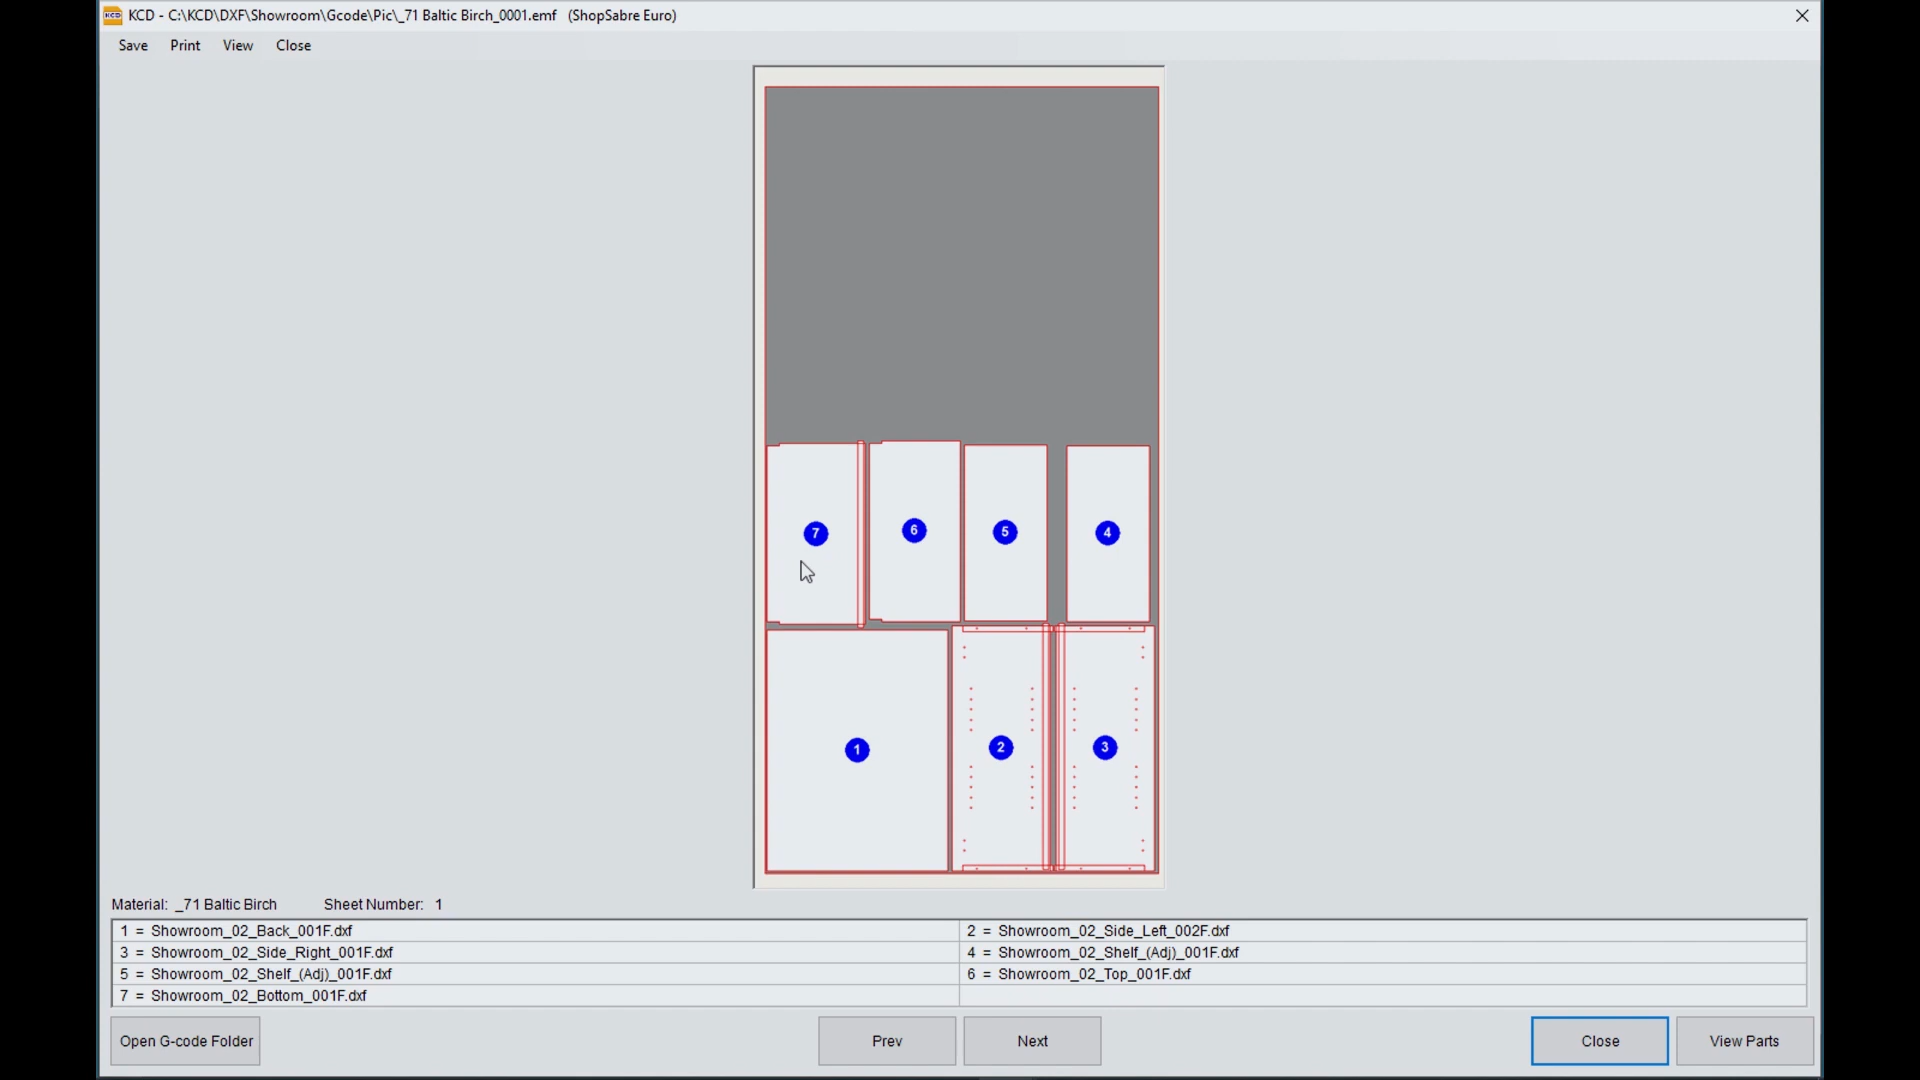 KCD - C:\KCD\DXF\Showroom\Gcode\Pic\_71 Baltic Birch_0001.emf (ShopSabre Euro)
Save Print View Close
7 6 5 4
1 2 3
Material: _71 Baltic Birch Sheet Number: 1
1 = Showroom_02_Back_001F.dxf 2 = Showroom_02_Side_Left_002F.dxf
3 = Showroom_02_Side_Right_001F.dxf 4 = Showroom_02_Shelf_(Adj)_001F.dxf
5 = Showroom_02_Shelf_(Adj)_001F.dxf 6 = Showroom_02_Top_001F.dxf
7 = Showroom_02_Bottom_001F.dxf
Open G-code Folder Prev Next Close View Parts